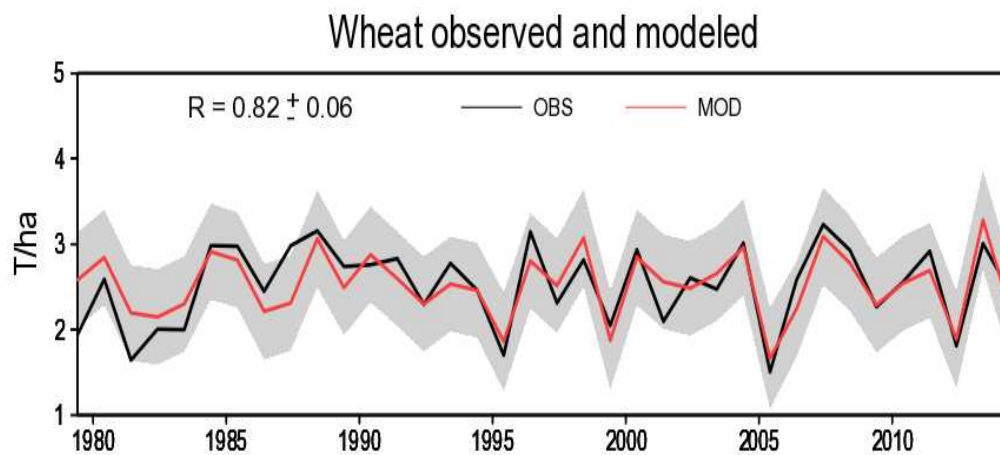 Wheat observed and modeled
R = 0.82 ± 0.06
OBS
MOD
T/ha
5
4
3
2
1
1980 1985 1990 1995 2000 2005 2010